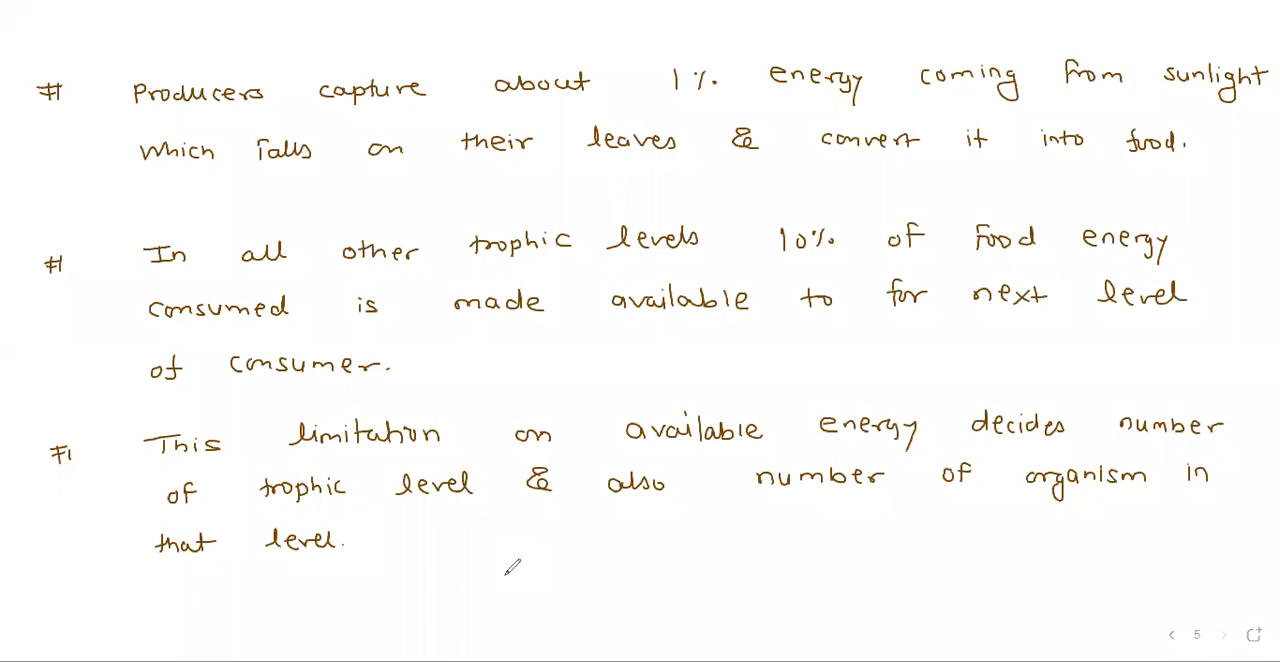 # Producers capture about 1% energy coming from sunlight
which falls on their leaves & convert it into food.
# In all other trophic levels 10% of food energy
consumed is made available to for next level
of consumer.
# This limitation on available energy decides number
of trophic level & also number of organism in
that level.
< 5 >